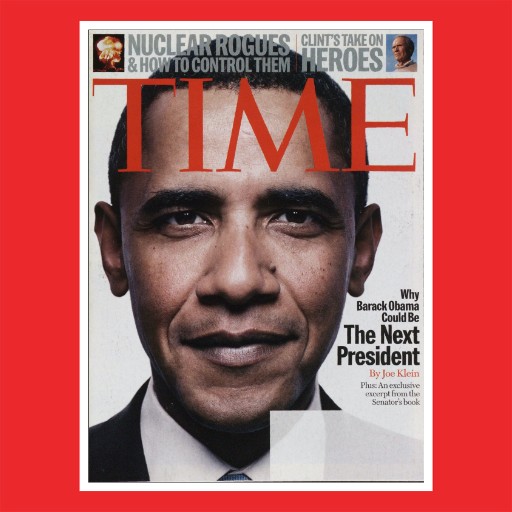 NUCLEAR ROGUES
& HOW TO CONTROL THEM
CLINT'S TAKE ON
HEROES
TIME
Why
Barack Obama
Could Be
The Next
President
By Joe Klein
Plus: An exclusive
excerpt from the
Senator's book